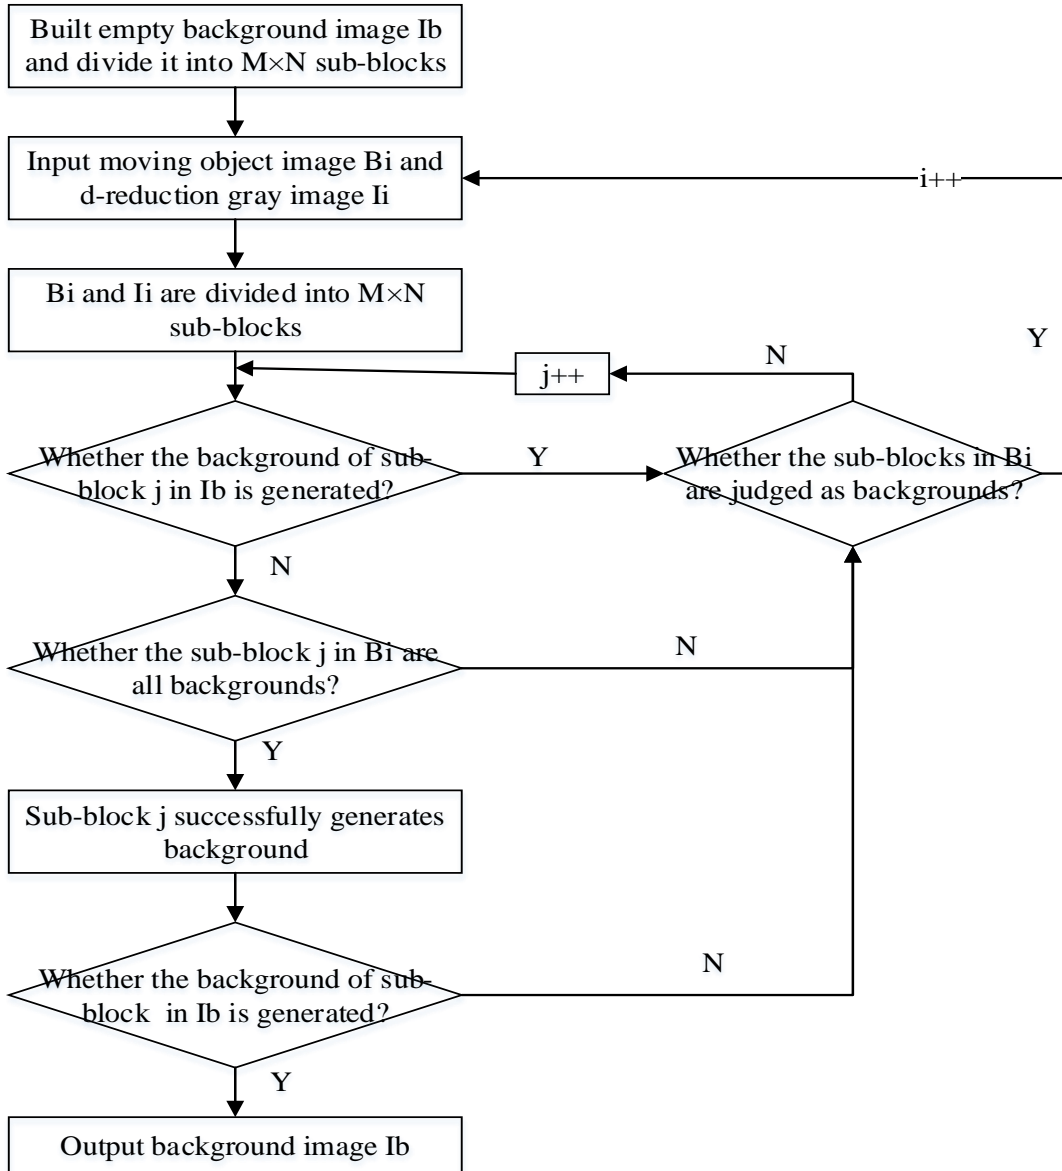 Built empty background image Ib
and divide it into M×N sub-blocks
Input moving object image Bi and
d-reduction gray image Ii
i++
Bi and Ii are divided into M×N
sub-blocks
Y
N
j++
Whether the background of sub-
block j in Ib is generated?
Y
Whether the sub-blocks in Bi
are judged as backgrounds?
N
Whether the sub-block j in Bi are
all backgrounds?
N
Y
Sub-block j successfully generates
background
Whether the background of sub-
block in Ib is generated?
N
Y
Output background image Ib